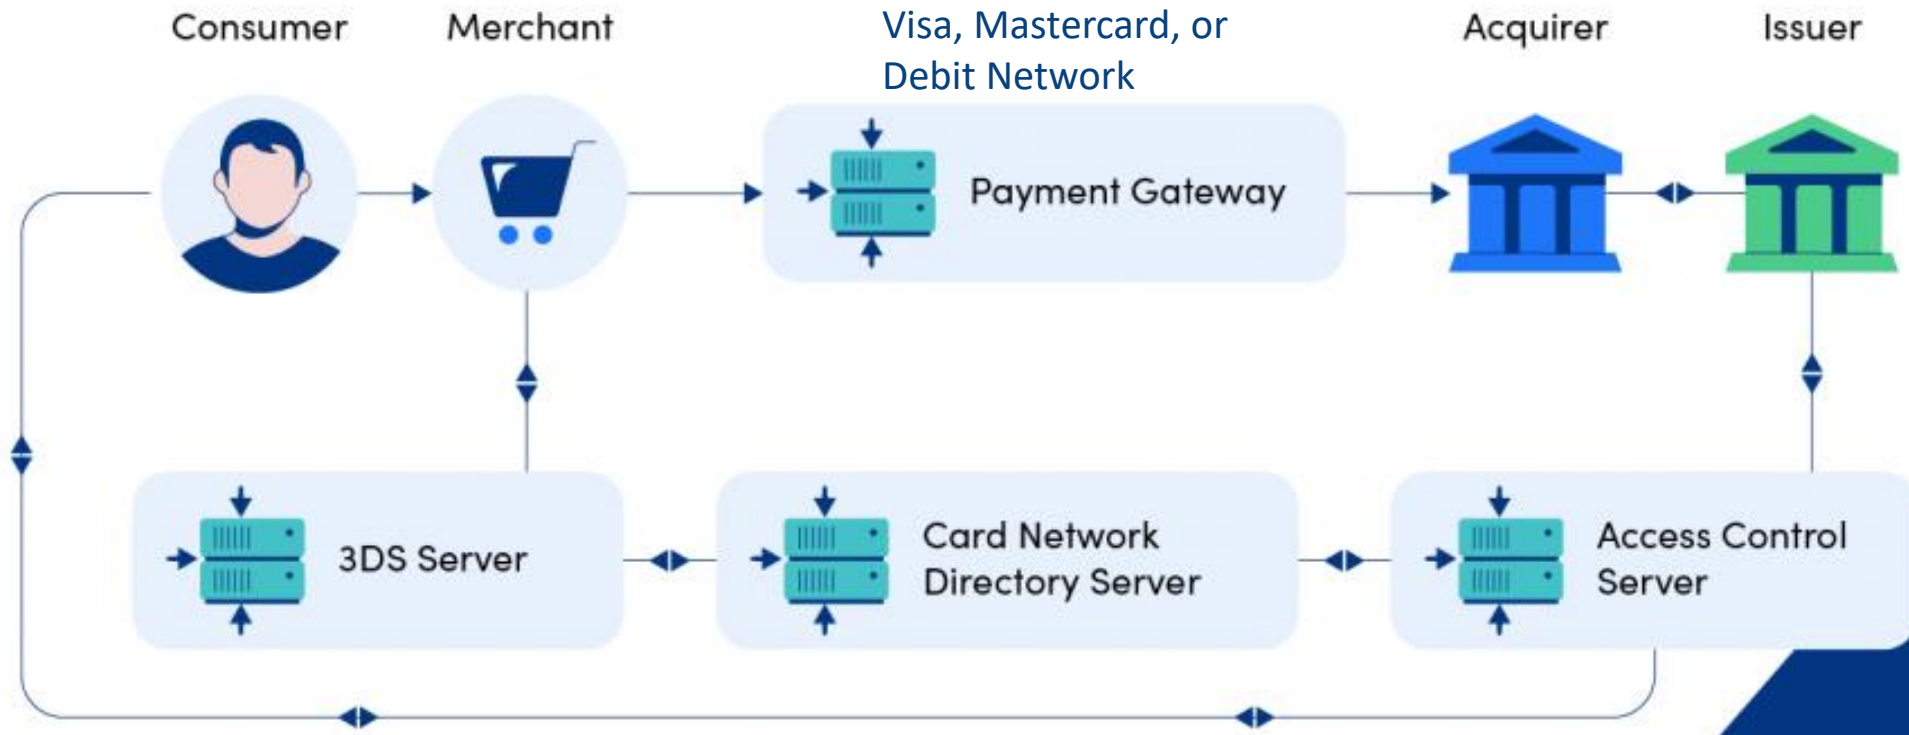 Consumer
Merchant
Visa, Mastercard, or
Debit Network
Acquirer
Issuer
Payment Gateway
3DS Server
Card Network
Directory Server
Access Control
Server